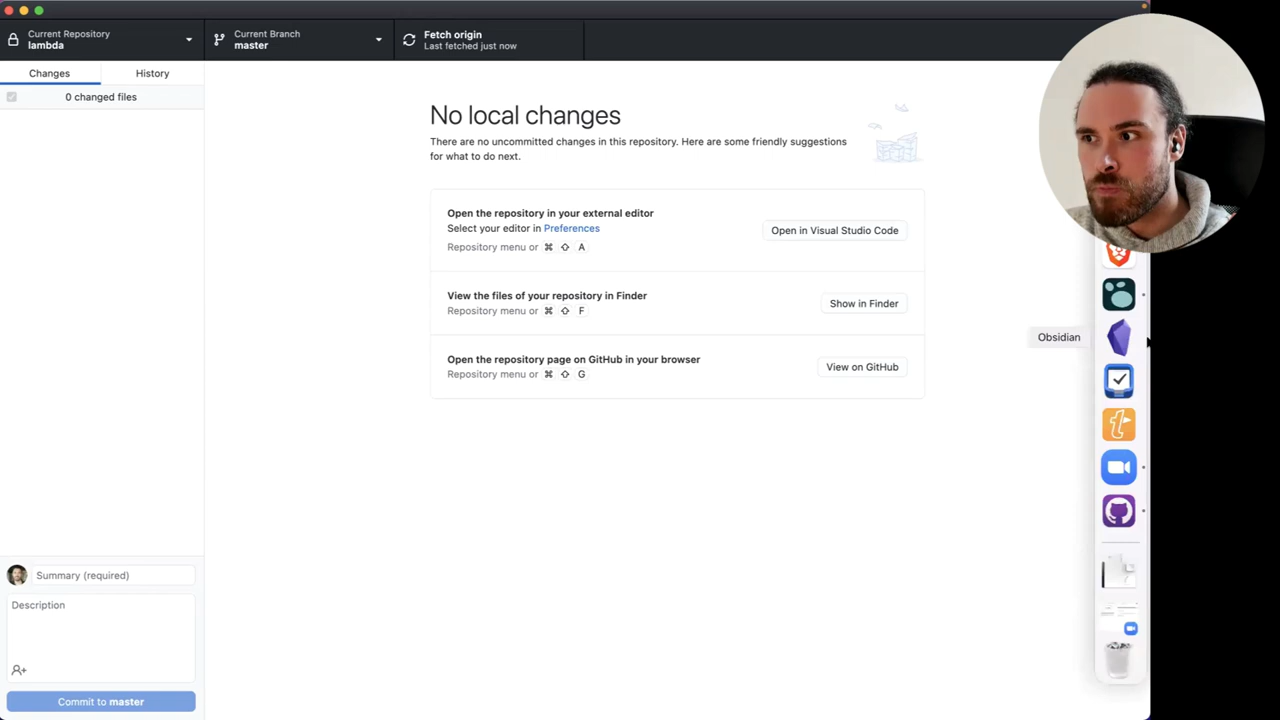 Current Repository
lambda
Current Branch
master
Fetch origin
Last fetched just now
Changes
History
0 changed files
No local changes
There are no uncommitted changes in this repository. Here are some friendly suggestions
for what to do next.
Open the repository in your external editor
Select your editor in Preferences
Repository menu or ⌘ ⇧ A
Open in Visual Studio Code
View the files of your repository in Finder
Repository menu or ⌘ ⇧ F
Show in Finder
Open the repository page on GitHub in your browser
Repository menu or ⌘ ⇧ G
View on GitHub
Obsidian
Summary (required)
Description
Commit to master